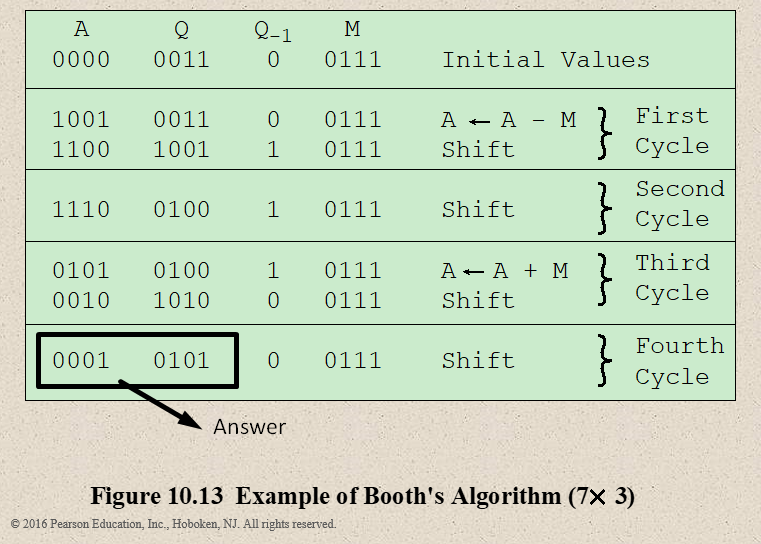 A Q Q-1 M
0000 0011 0 0111 Initial Values
1001 0011 0 0111 A ← A − M First
1100 1001 1 0111 Shift Cycle
1110 0100 1 0111 Shift Second
Cycle
0101 0100 1 0111 A ← A + M Third
0010 1010 0 0111 Shift Cycle
0001 0101 0 0111 Shift Fourth
Cycle
Answer
Figure 10.13 Example of Booth's Algorithm (7× 3)
© 2016 Pearson Education, Inc., Hoboken, NJ. All rights reserved.